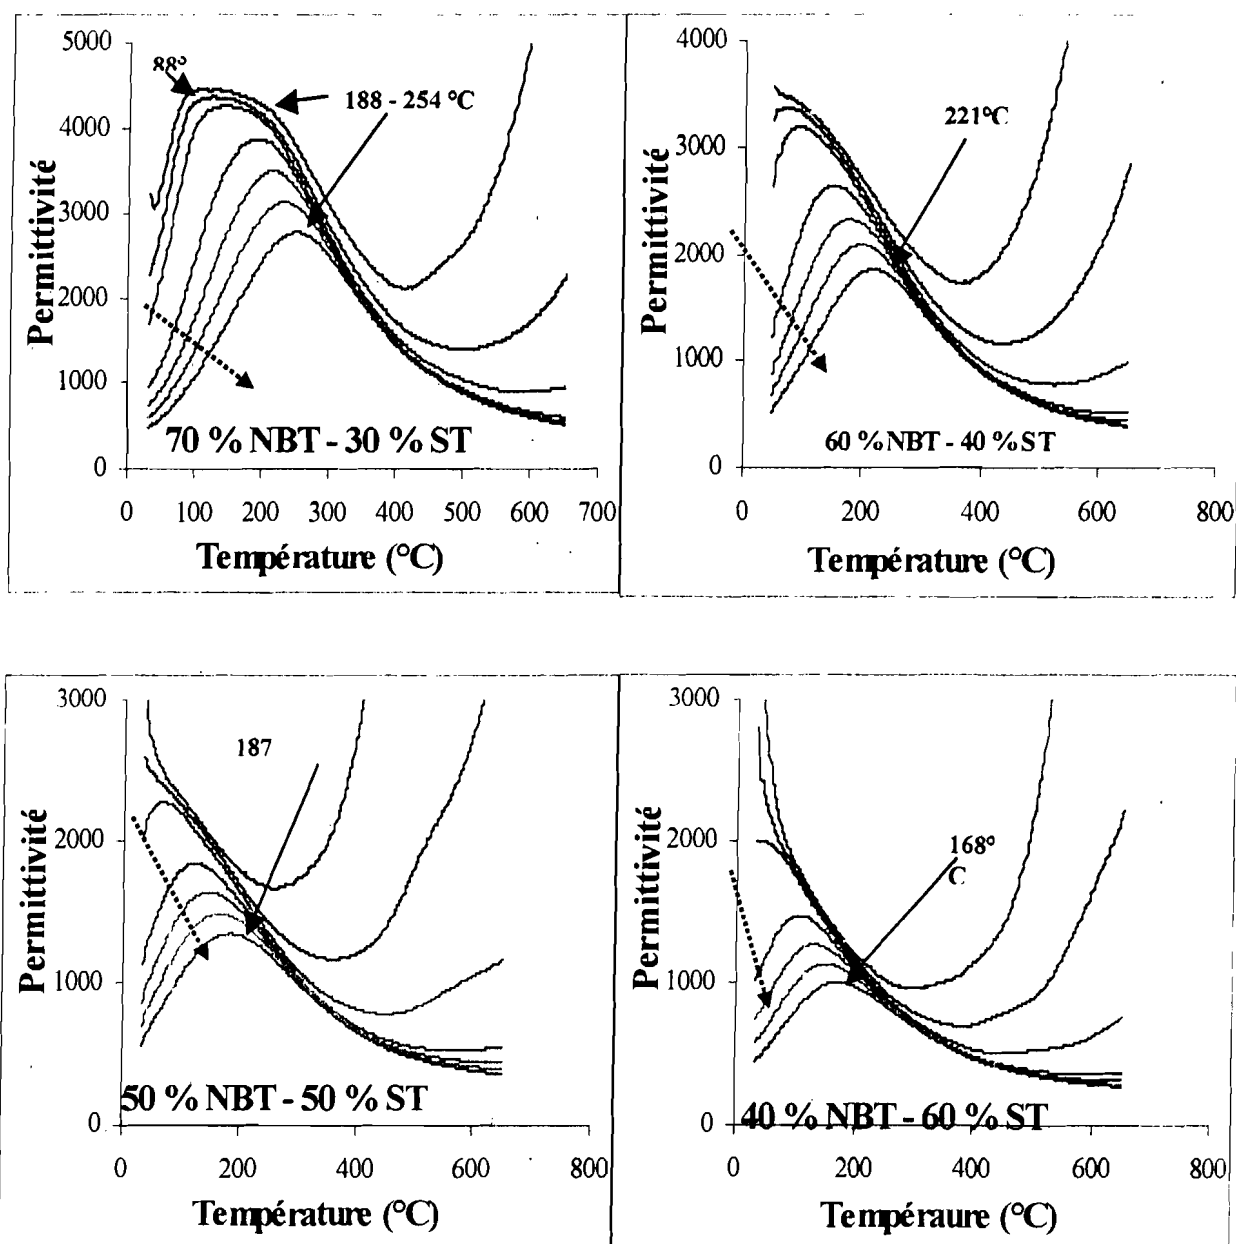 5000
4000
3000
2000
1000
0
Permittivité
88°
188 - 254 °C
70 % NBT - 30 % ST
0 100 200 300 400 500 600 700
Température (°C)
4000
3000
2000
1000
0
Permittivité
221°C
60 % NBT - 40 % ST
0 200 400 600 800
Température (°C)
3000
2000
1000
0
Permittivité
187
50 % NBT - 50 % ST
0 200 400 600 800
Température (°C)
3000
2000
1000
0
Permittivité
168°
C
40 % NBT - 60 % ST
0 200 400 600 800
Tempéraure (°C)